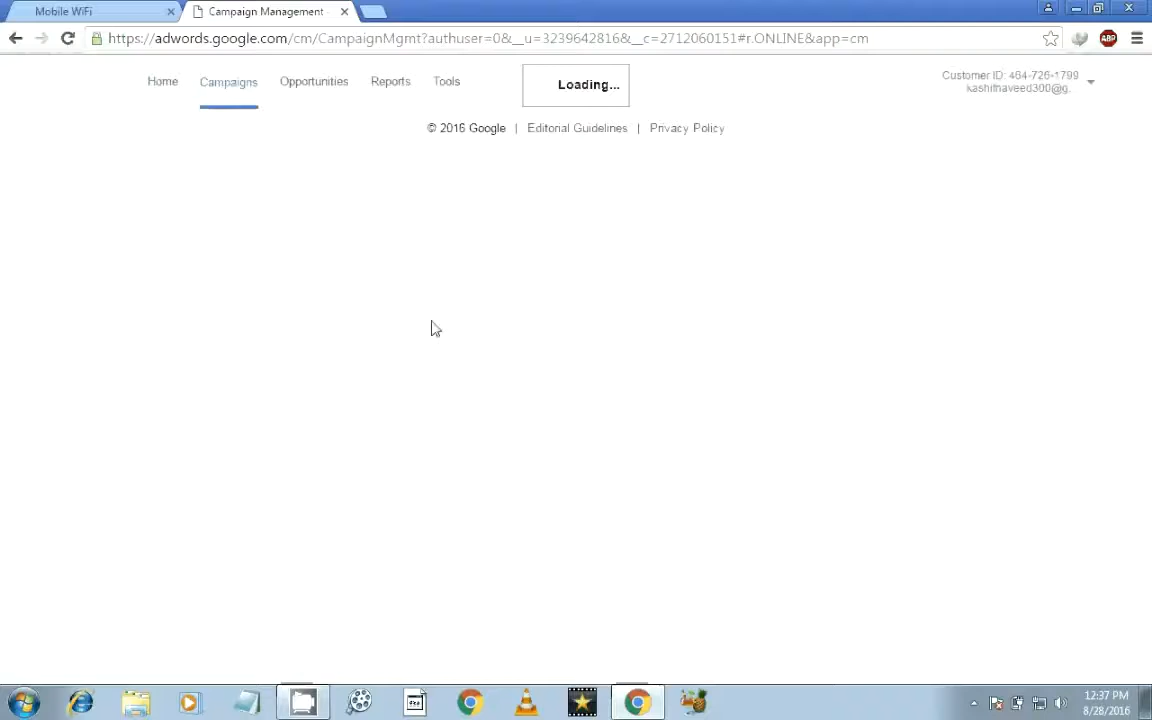 Mobile WiFi
Campaign Management
https://adwords.google.com/cm/CampaignMgmt?authuser=0&__u=3239642816&__c=2712060151#r.ONLINE&app=cm
ABP
Home Campaigns Opportunities Reports Tools
Loading...
Customer ID: 464-726-1799
kashifnaveed300@g.
© 2016 Google | Editorial Guidelines | Privacy Policy
12:37 PM
8/28/2016